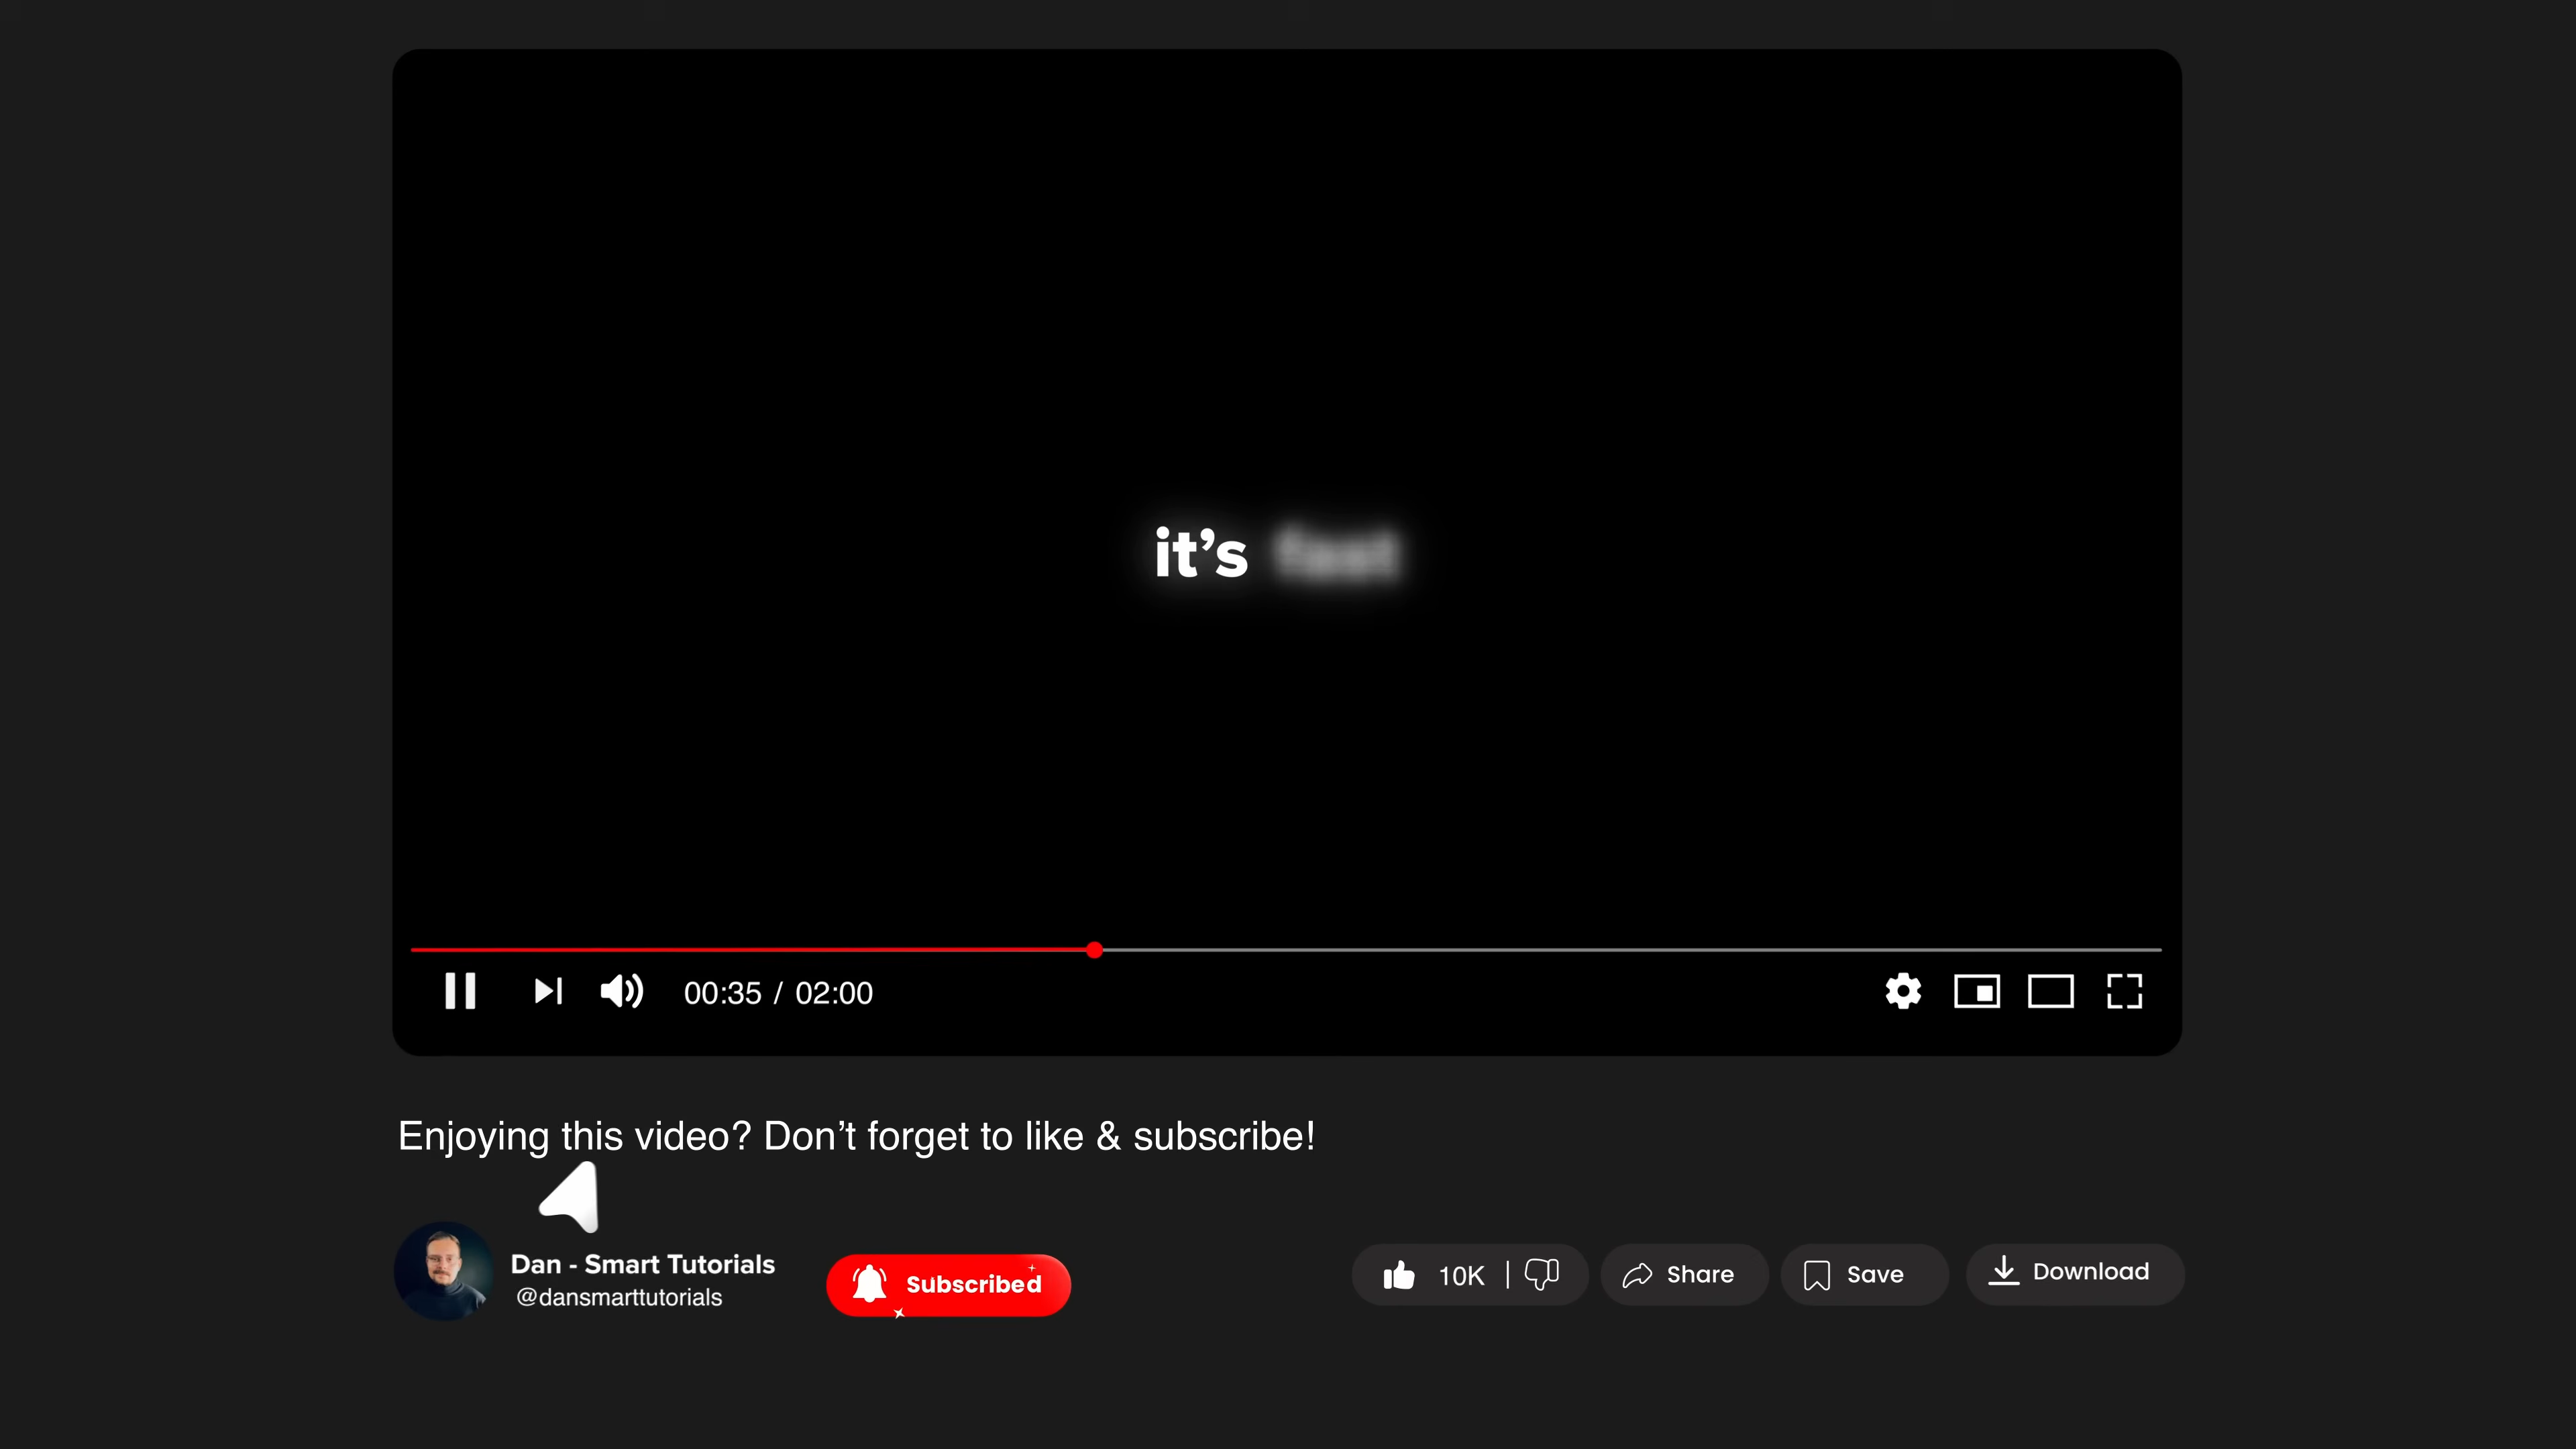 it’s fast
00:35 / 02:00
Enjoying this video? Don’t forget to like & subscribe!
Dan - Smart Tutorials
@dansmarttutorials
Subscribed
10K
Share
Save
Download